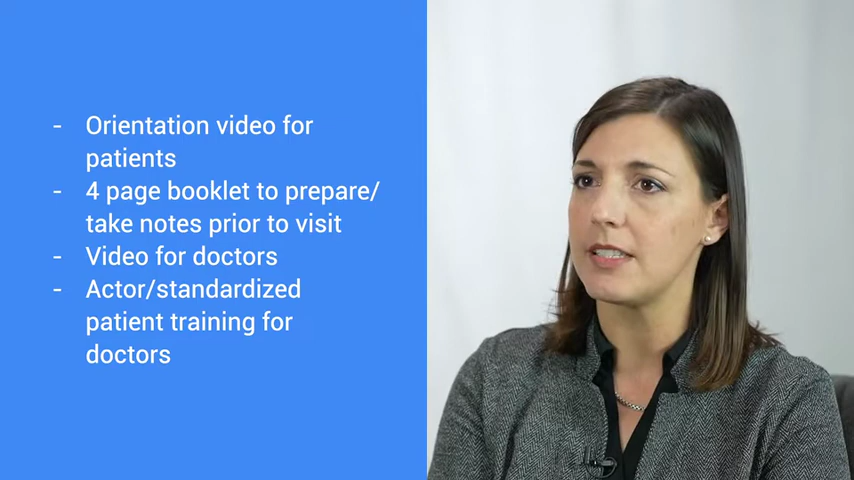 - Orientation video for
patients
- 4 page booklet to prepare/
take notes prior to visit
- Video for doctors
- Actor/standardized
patient training for
doctors